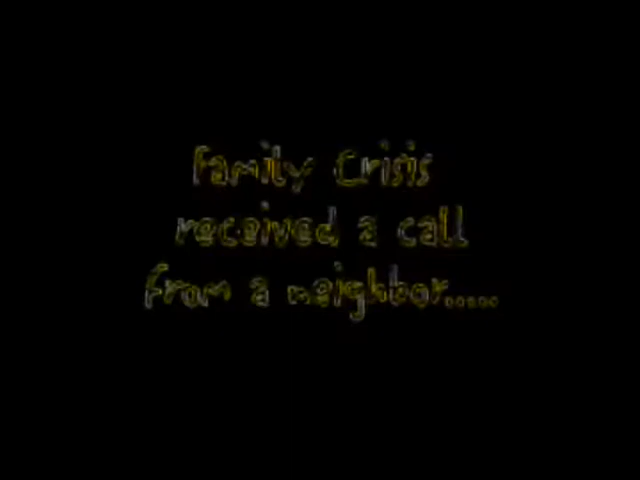 Family Crisis
received a call
from a neighbor.....